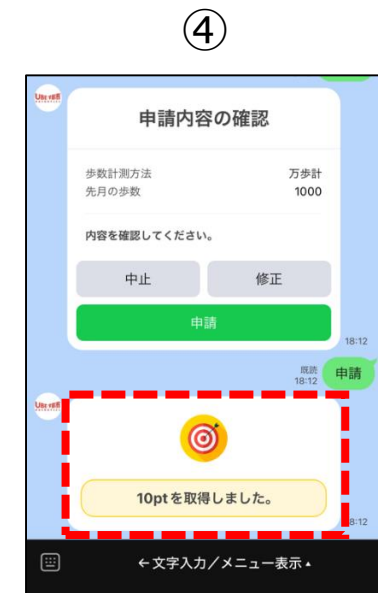 ④
申請内容の確認
歩数計測方法 万歩計
先月の歩数 1000
内容を確認してください。
中止 修正
申請
18:12
既読
18:12
申請
10ptを取得しました。
8:12
←文字入力/メニュー表示▲